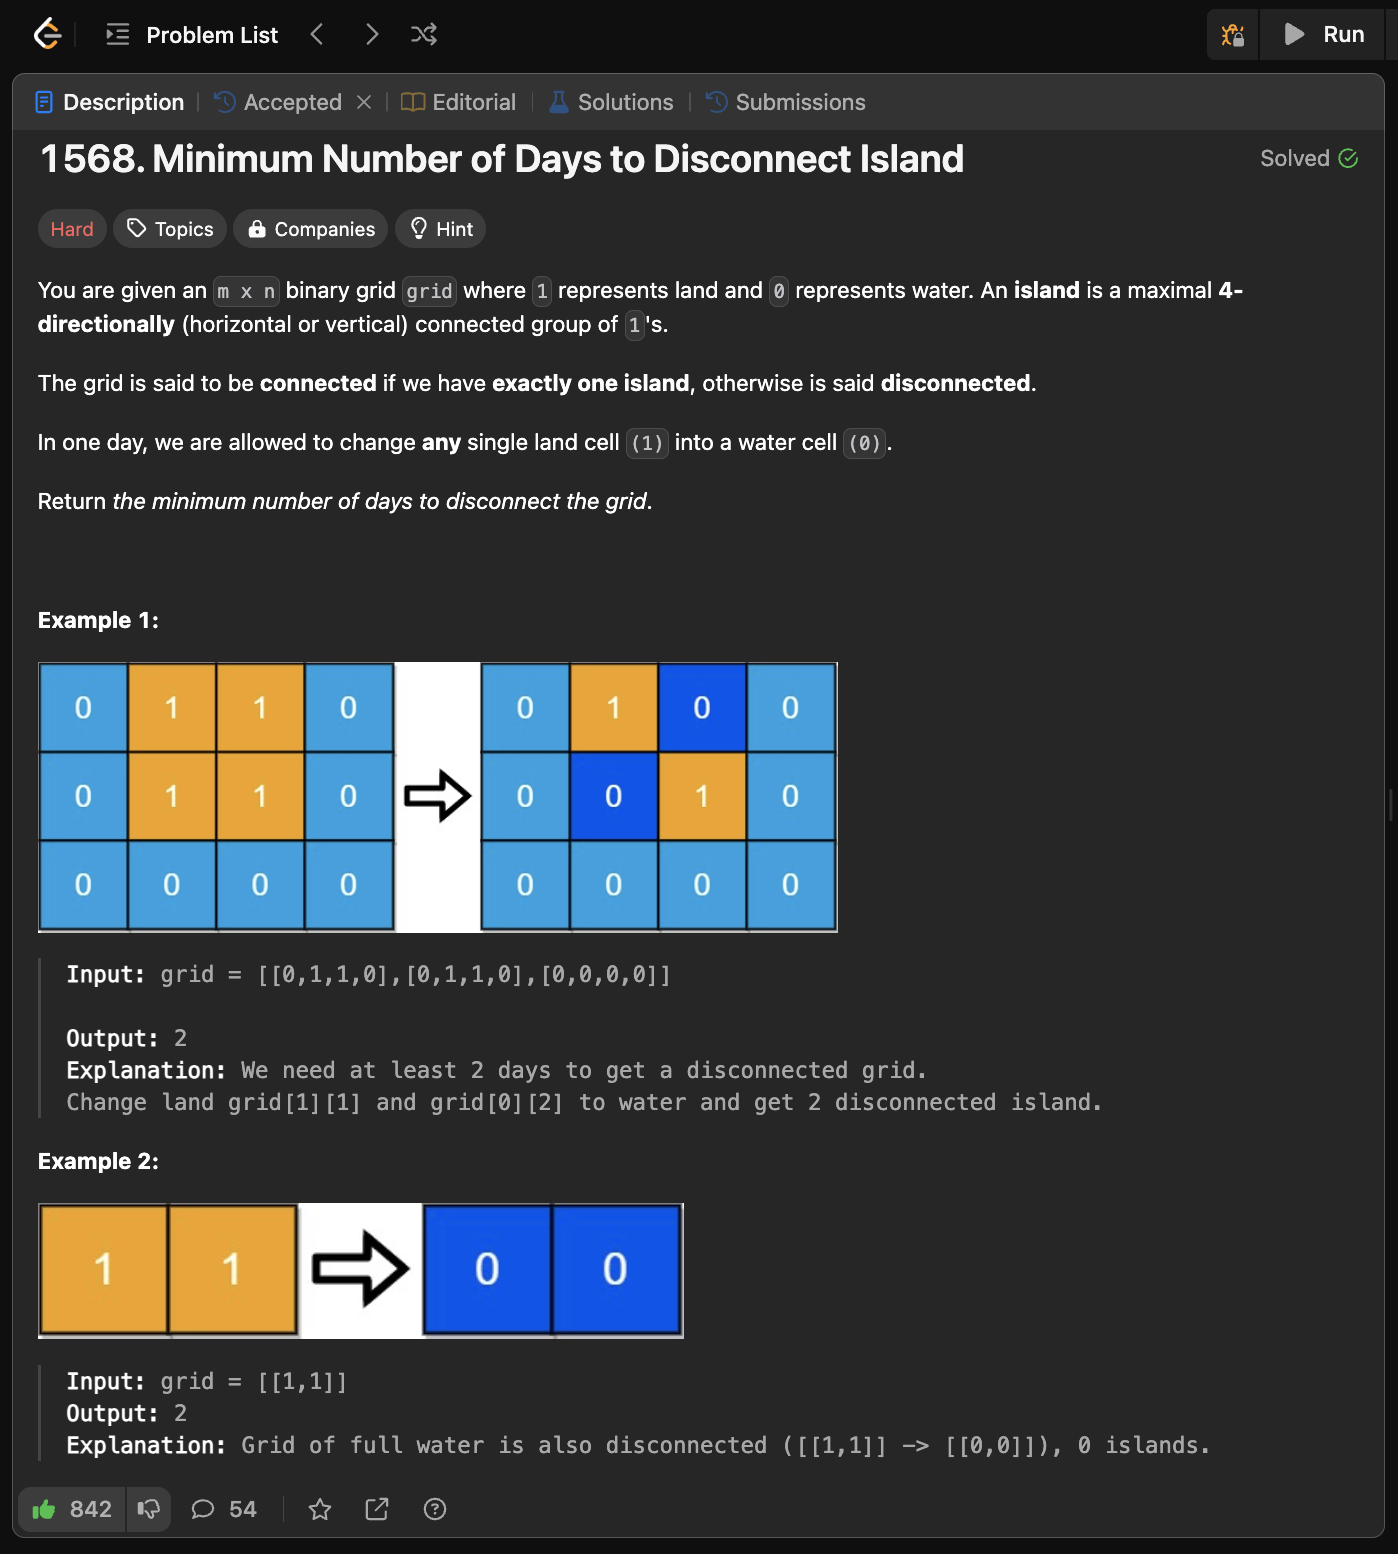 Problem List
Run
Description | Accepted | Editorial | Solutions | Submissions
1568. Minimum Number of Days to Disconnect Island
Solved
Hard Topics Companies Hint
You are given an m x n binary grid grid where 1 represents land and 0 represents water. An island is a maximal 4-
directionally (horizontal or vertical) connected group of 1's.
The grid is said to be connected if we have exactly one island, otherwise is said disconnected.
In one day, we are allowed to change any single land cell (1) into a water cell (0).
Return the minimum number of days to disconnect the grid.
Example 1:
0 1 1 0 0 1 0 0
0 1 1 0 0 0 1 0
0 0 0 0 0 0 0 0
Input: grid = [[0,1,1,0],[0,1,1,0],[0,0,0,0]]
Output: 2
Explanation: We need at least 2 days to get a disconnected grid.
Change land grid[1][1] and grid[0][2] to water and get 2 disconnected island.
Example 2:
1 1 0 0
Input: grid = [[1,1]]
Output: 2
Explanation: Grid of full water is also disconnected ([[1,1]] -> [[0,0]]), 0 islands.
842 54